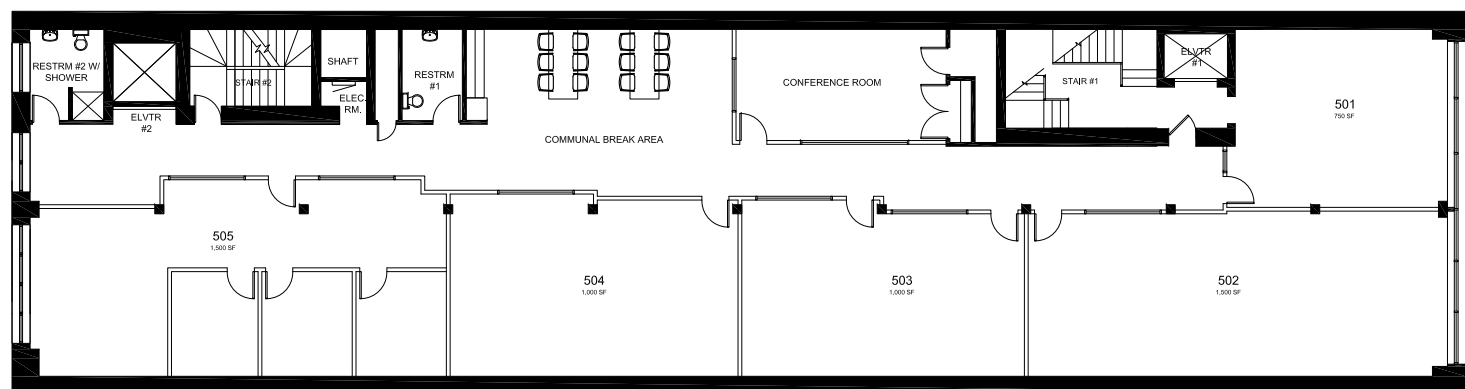 RESTRM #2 W/
SHOWER
ELVTR
#2
STAIR #2
SHAFT
ELEC.
RM.
RESTRM
#1
COMMUNAL BREAK AREA
CONFERENCE ROOM
STAIR #1
ELVTR
#1
501
750 SF
505
1,500 SF
504
1,000 SF
503
1,000 SF
502
1,500 SF